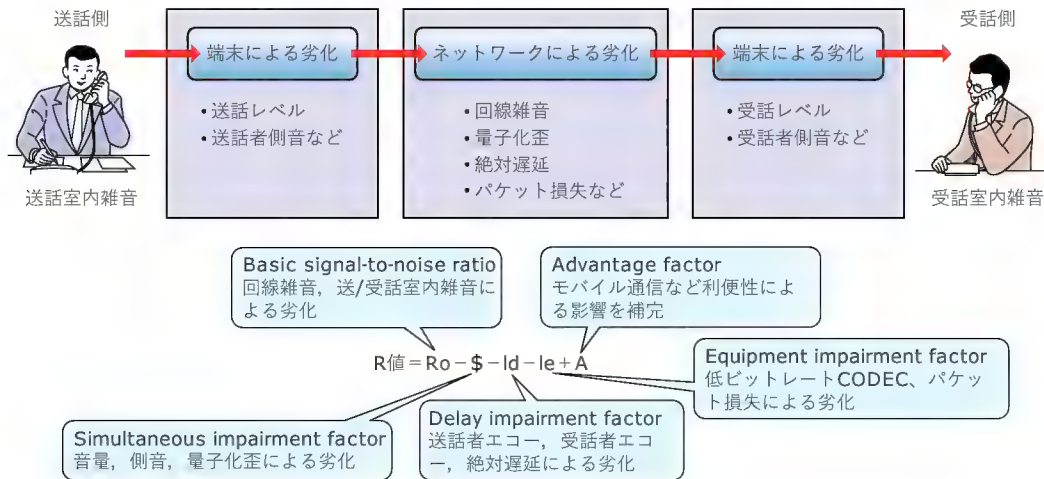 送話側
受話側
端末による劣化
ネットワークによる劣化
端末による劣化
•送話レベル
•送話者側音など
•回線雑音
•量子化歪
•絶対遅延
•パケット損失など
•受話レベル
•受話者側音など
送話室内雑音
受話室内雑音
Basic signal-to-noise ratio
回線雑音，送/受話室内雑音に
よる劣化
Advantage factor
モバイル通信など利便性によ
る影響を補完
R値＝Ro－$－Id－Ie＋A
Equipment impairment factor
低ビットレートCODEC、パケッ
ト損失による劣化
Simultaneous impairment factor
音量，側音，量子化歪による劣化
Delay impairment factor
送話者エコー，受話者エコ
ー，絶対遅延による劣化